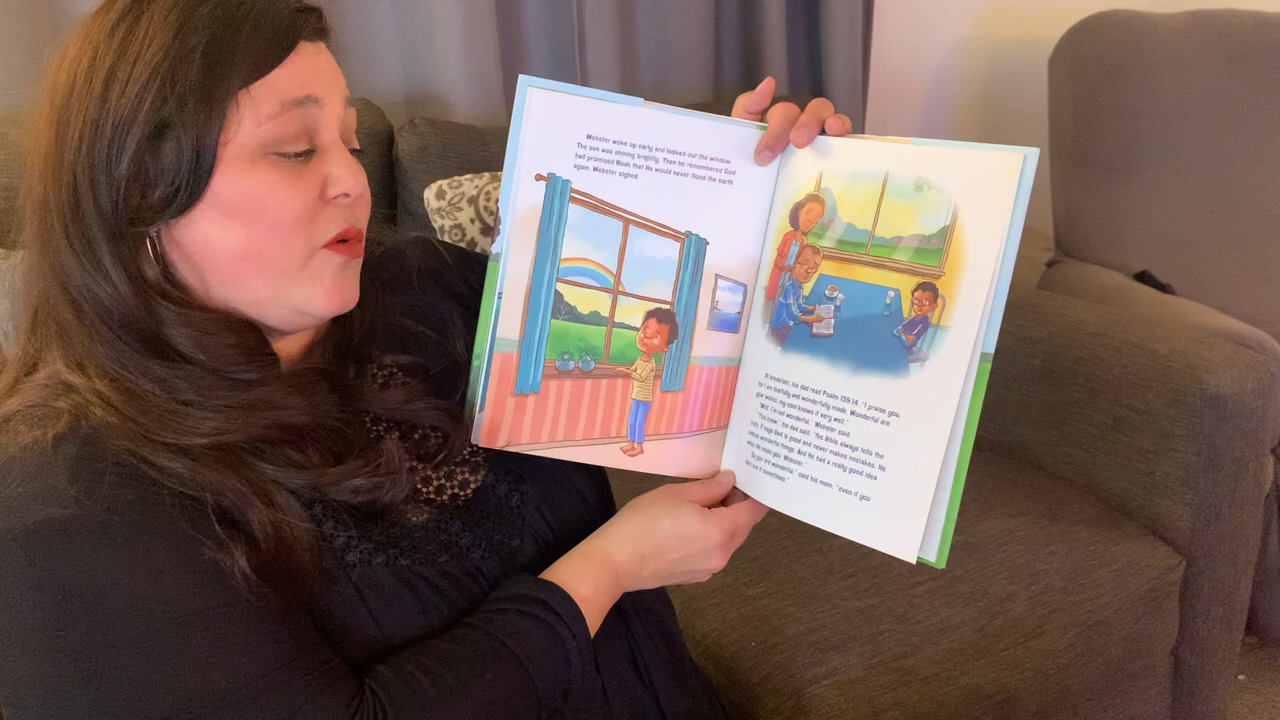 Webster woke up early and looked out the window.
The sun was shining brightly. Then he remembered God
had promised Noah that He would never flood the earth
again. Webster sighed.
At breakfast, his dad read Psalm 139:14. "I praise you,
for I am fearfully and wonderfully made. Wonderful are
your works; my soul knows it very well."
"Well, I'm not wonderful," Webster said.
"You know," his dad said, "the Bible always tells the
truth. It says God is good and never makes mistakes. He
makes wonderful things. And He had a really good idea
when He made you, Webster."
"So you are wonderful," said his mom, "even if you
don't see it sometimes."